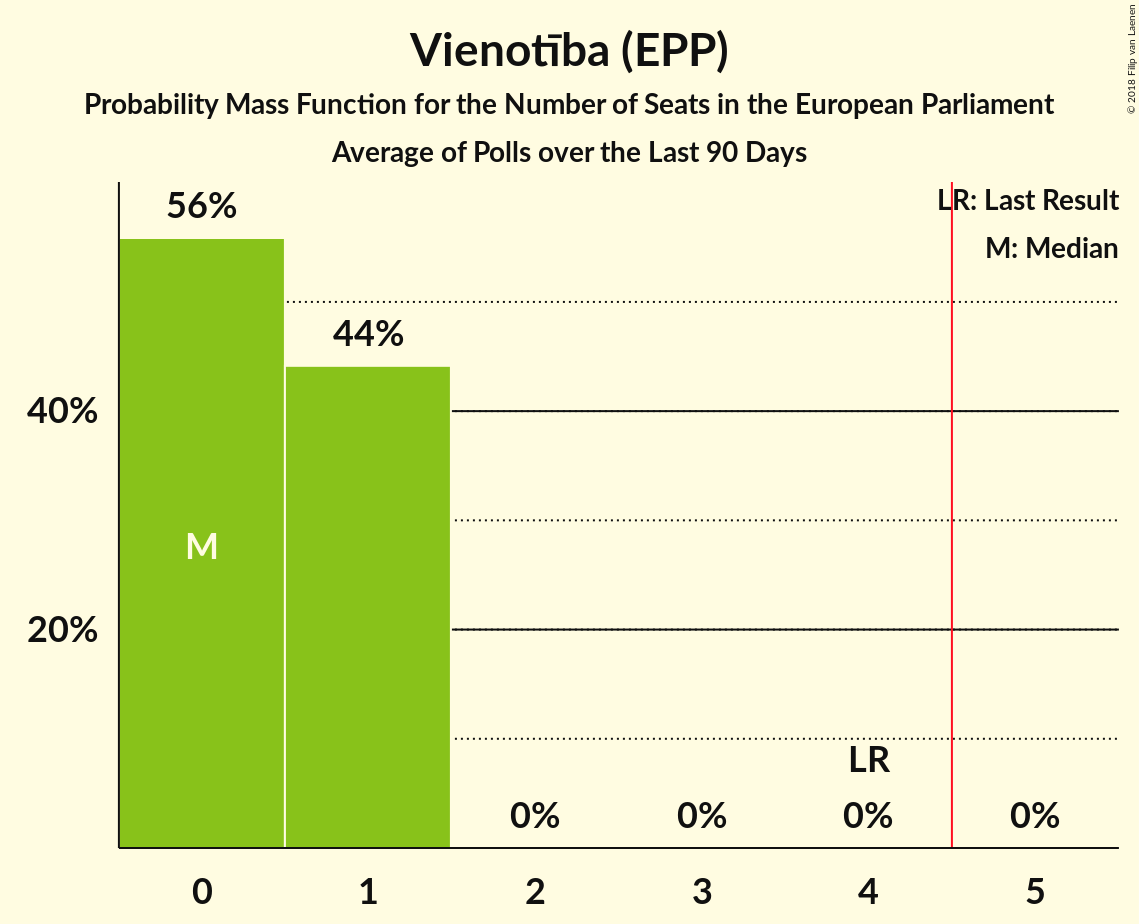 Vienotība (EPP)
Probability Mass Function for the Number of Seats in the European Parliament
Average of Polls over the Last 90 Days
© 2018 Filip van Laenen
LR: Last Result
M: Median
56%
44%
40%
20%
M
LR
0% 0% 0% 0%
0 1 2 3 4 5